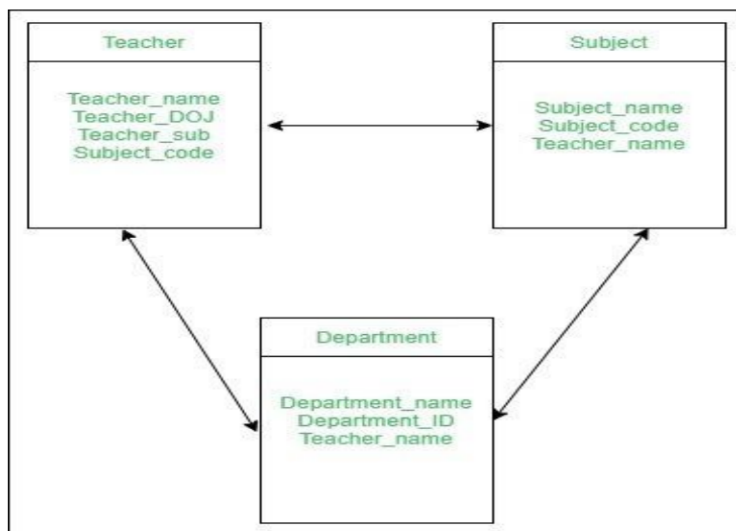 Teacher
Teacher_name
Teacher_DOJ
Teacher_sub
Subject_code
Subject
Subject_name
Subject_code
Teacher_name
Department
Department_name
Department_ID
Teacher_name